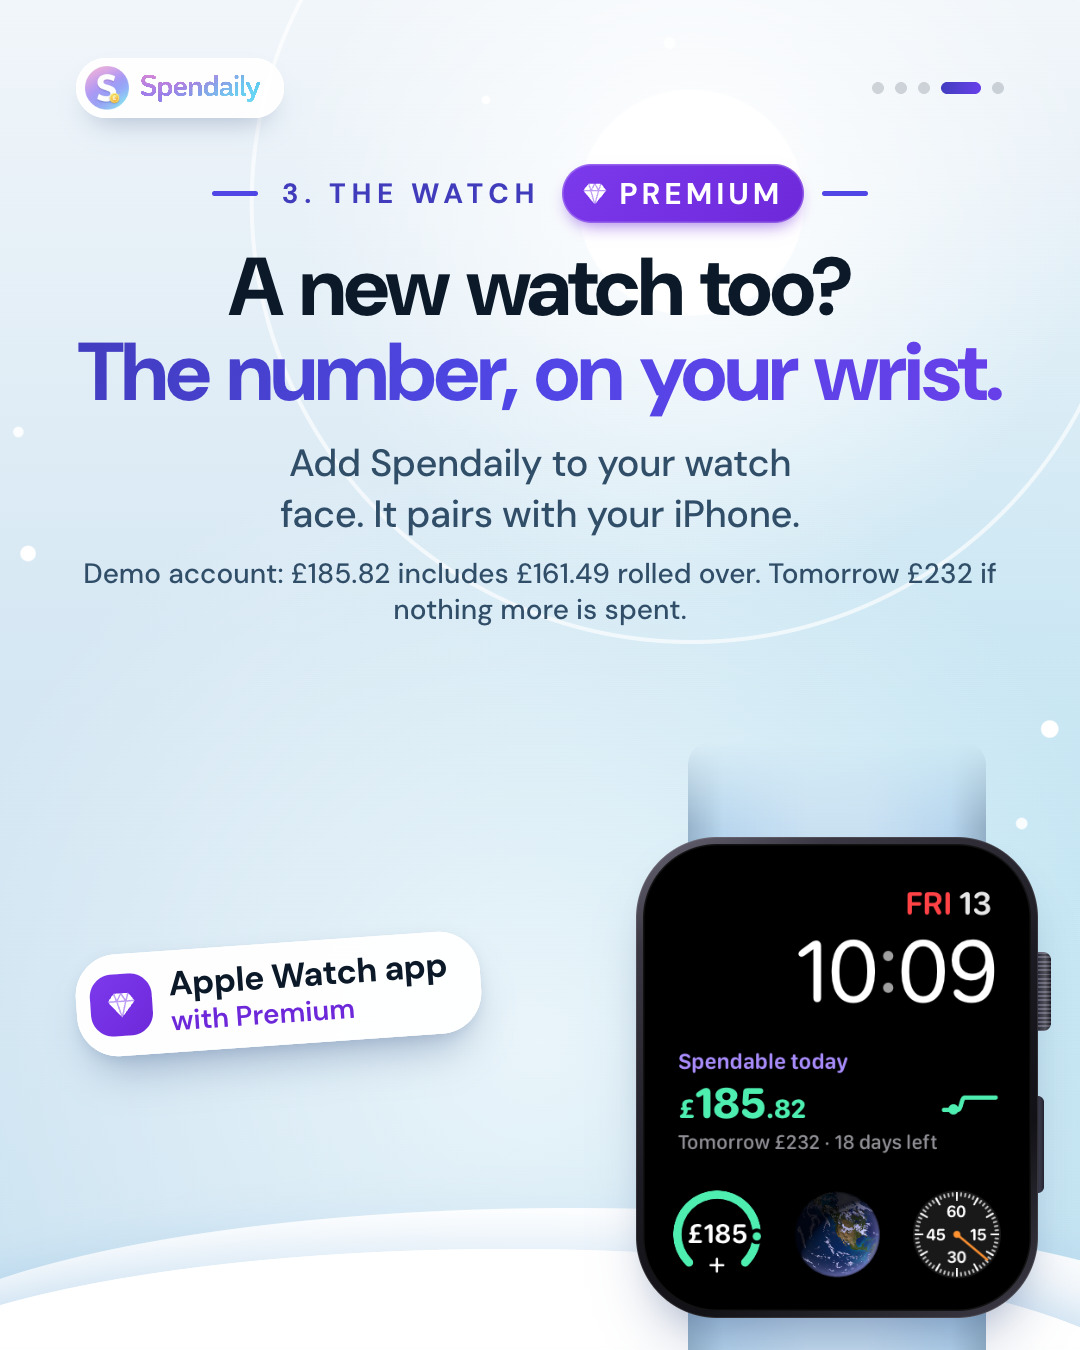 Spendaily
3. THE WATCH PREMIUM
A new watch too?
The number, on your wrist.
Add Spendaily to your watch
face. It pairs with your iPhone.
Demo account: £185.82 includes £161.49 rolled over. Tomorrow £232 if
nothing more is spent.
Apple Watch app
with Premium
FRI 13
10:09
Spendable today
£185.82
Tomorrow £232 · 18 days left
£185
+
60
45 15
30